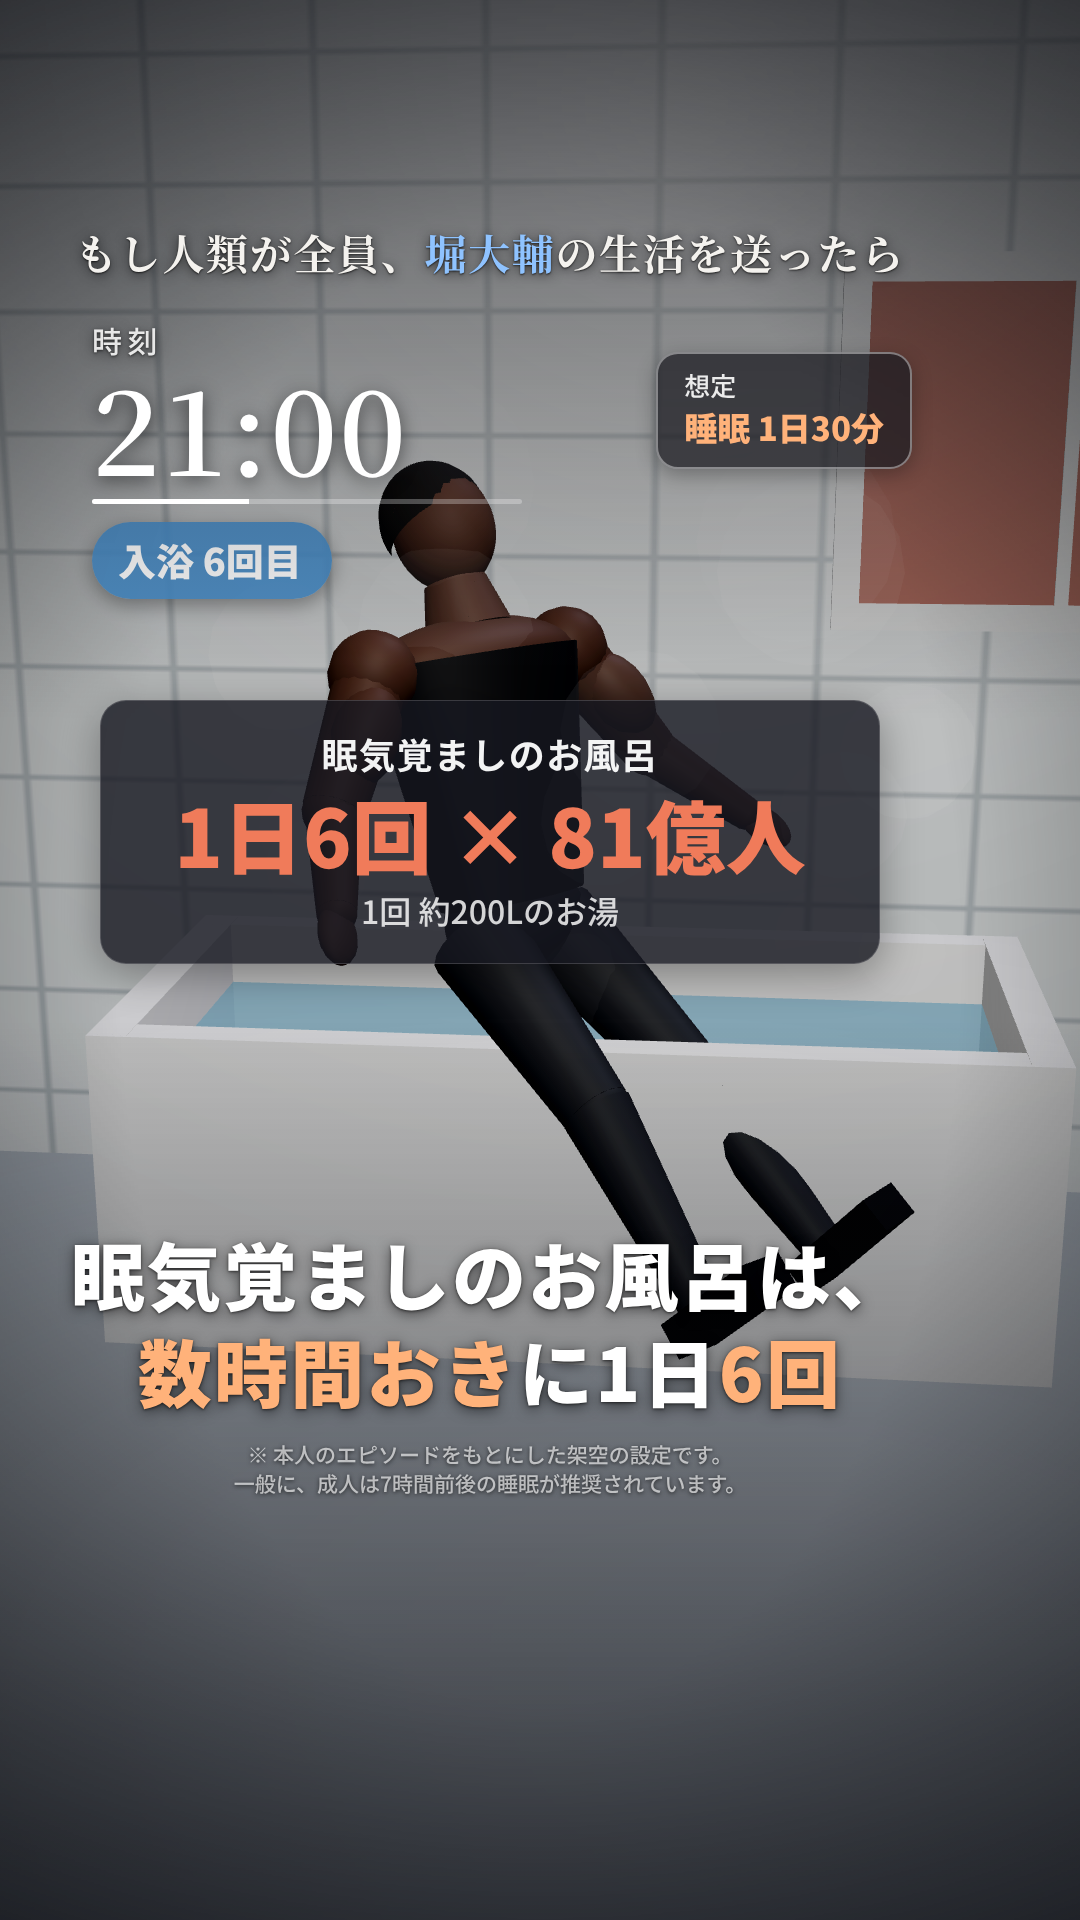 もし人類が全員、堀大輔の生活を送ったら
時刻
21:00
想定
睡眠 1日30分
入浴 6回目
眠気覚ましのお風呂
1日6回 × 81億人
1回 約200Lのお湯
眠気覚ましのお風呂は、
数時間おきに1日6回
※ 本人のエピソードをもとにした架空の設定です。
一般に、成人は7時間前後の睡眠が推奨されています。